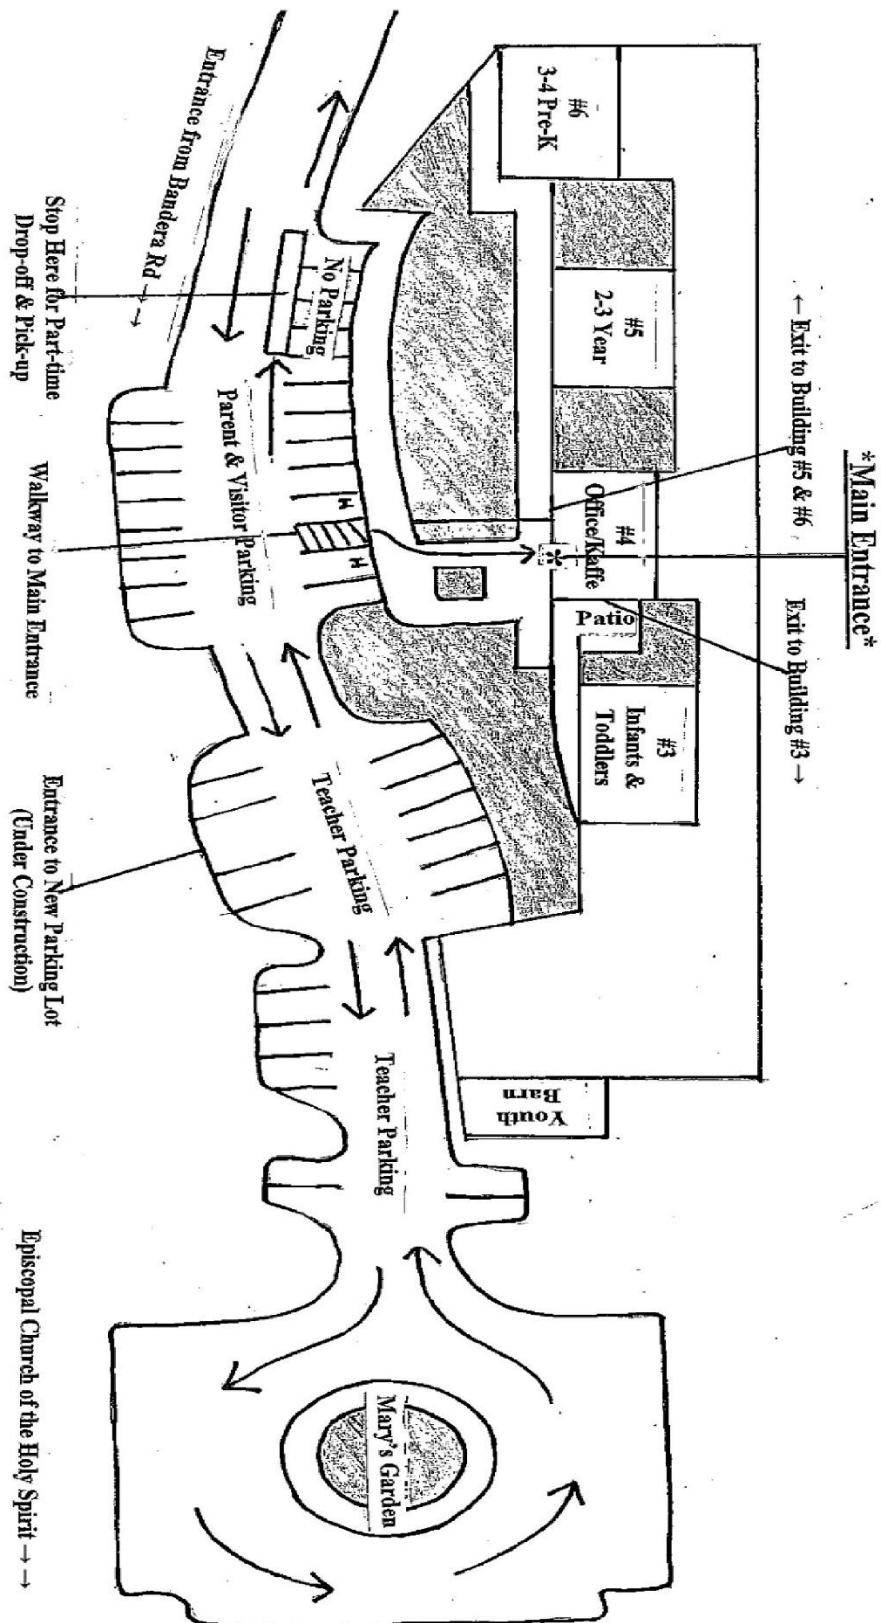 *Main Entrance*
← Exit to Building #5 & #6
Exit to Building #3 →
#6
3-4 Pre-K
#5
2-3 Year
#4
Office/Kaffe
*
Patio
#3
Infants &
Toddlers
Youth
Barn
No Parking
H
H
Parent & Visitor Parking
Teacher Parking
Teacher Parking
Mary's Garden
Entrance from Bandera Rd → →
Stop Here for Part-time
Drop-off & Pick-up
Walkway to Main Entrance
Entrance to New Parking Lot
(Under Construction)
Episcopal Church of the Holy Spirit → →